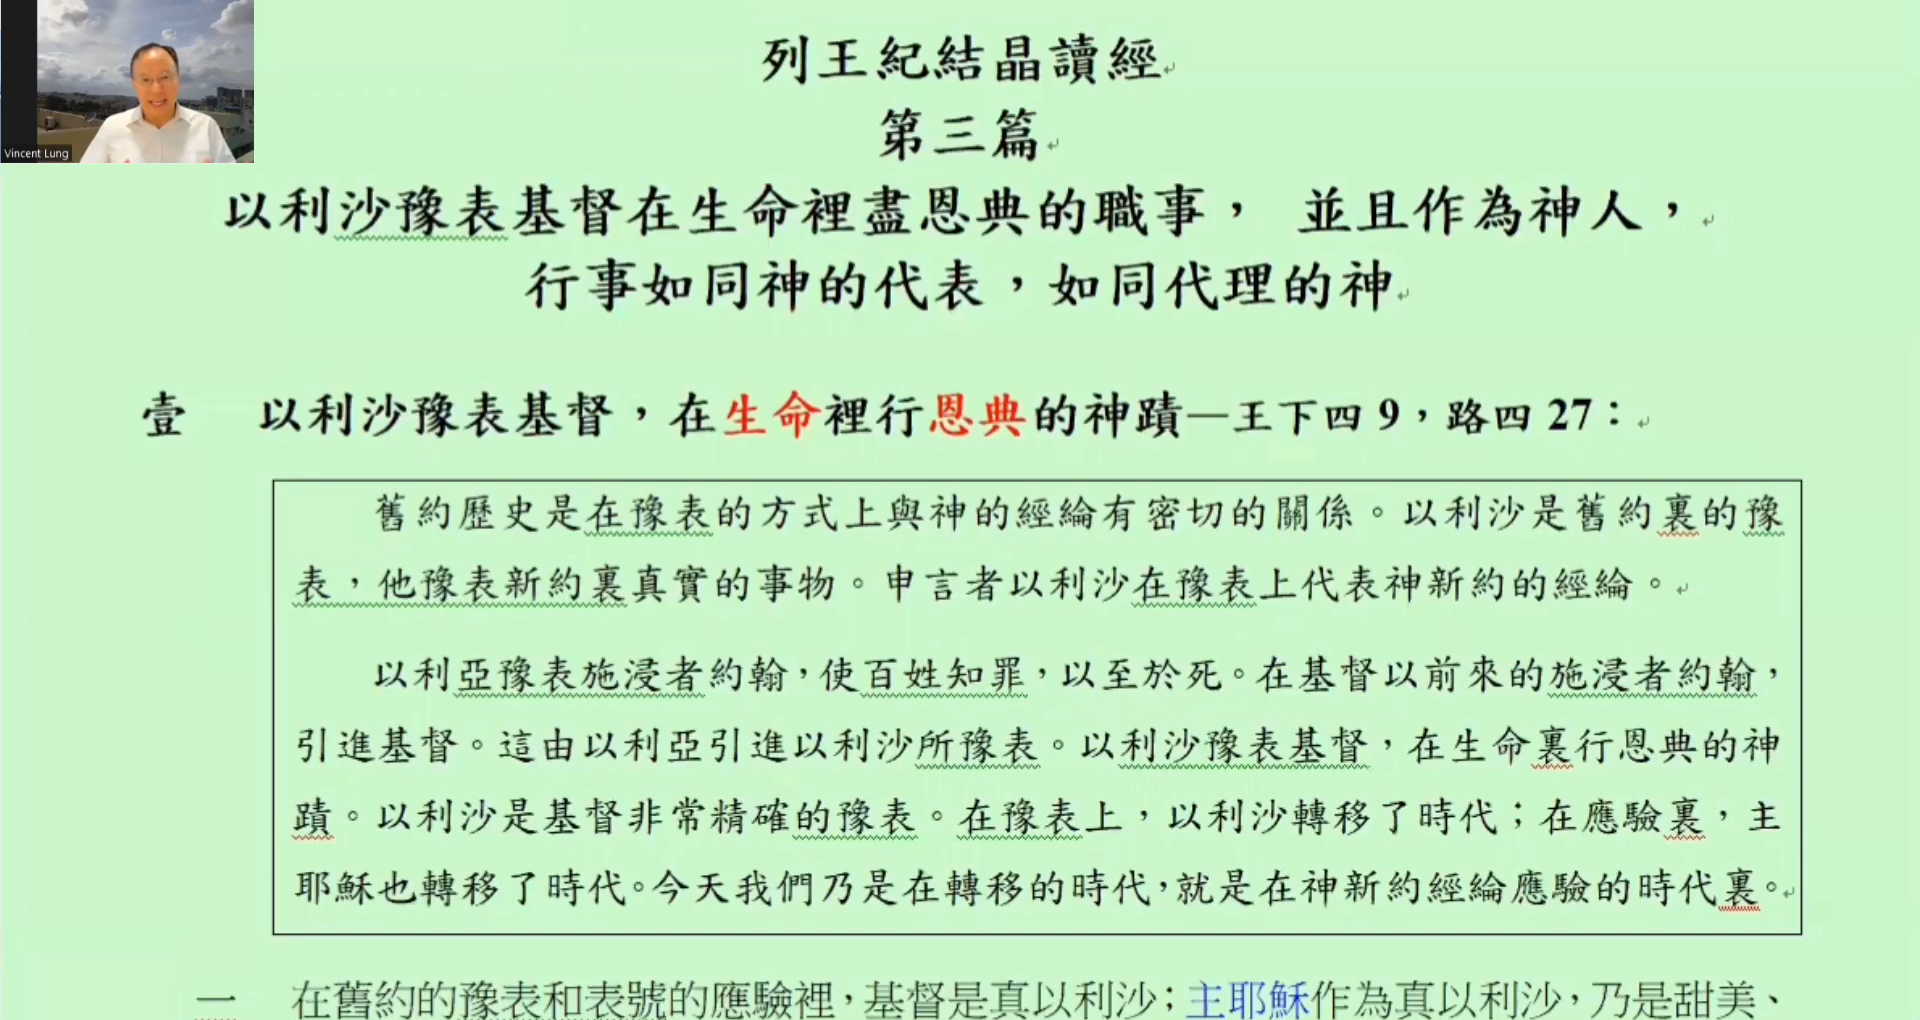 Vincent Lung
列王紀結晶讀經
第三篇
以利沙豫表基督在生命裡盡恩典的職事， 並且作為神人，
行事如同神的代表，如同代理的神
壹 以利沙豫表基督，在生命裡行恩典的神蹟—王下四 9，路四 27：
舊約歷史是在豫表的方式上與神的經綸有密切的關係。以利沙是舊約裏的豫
表，他豫表新約裏真實的事物。申言者以利沙在豫表上代表神新約的經綸。
以利亞豫表施浸者約翰，使百姓知罪，以至於死。在基督以前來的施浸者約翰，
引進基督。這由以利亞引進以利沙所豫表。以利沙豫表基督，在生命裏行恩典的神
蹟。以利沙是基督非常精確的豫表。在豫表上，以利沙轉移了時代；在應驗裏，主
耶穌也轉移了時代。今天我們乃是在轉移的時代，就是在神新約經綸應驗的時代裏。
一 在舊約的豫表和表號的應驗裡，基督是真以利沙；主耶穌作為真以利沙，乃是甜美、